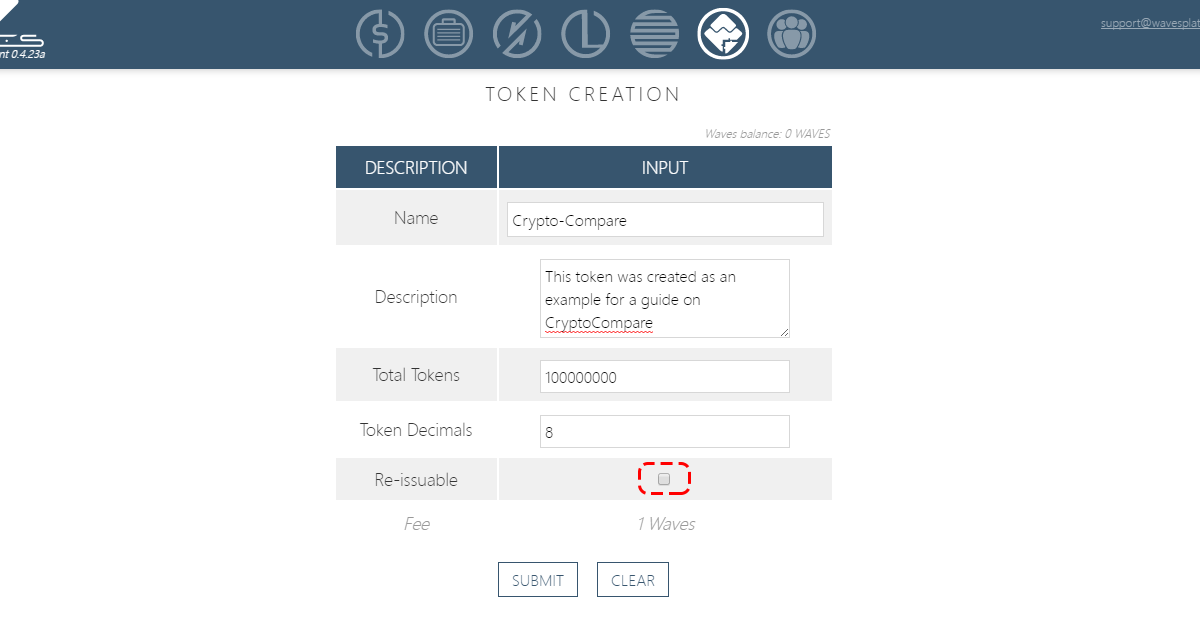 support@wavesplat
nt 0.4.23a
TOKEN CREATION
Waves balance: 0 WAVES
DESCRIPTION INPUT
Name Crypto-Compare
Description
This token was created as an
example for a guide on
CryptoCompare
Total Tokens 100000000
Token Decimals 8
Re-issuable
Fee 1 Waves
SUBMIT CLEAR